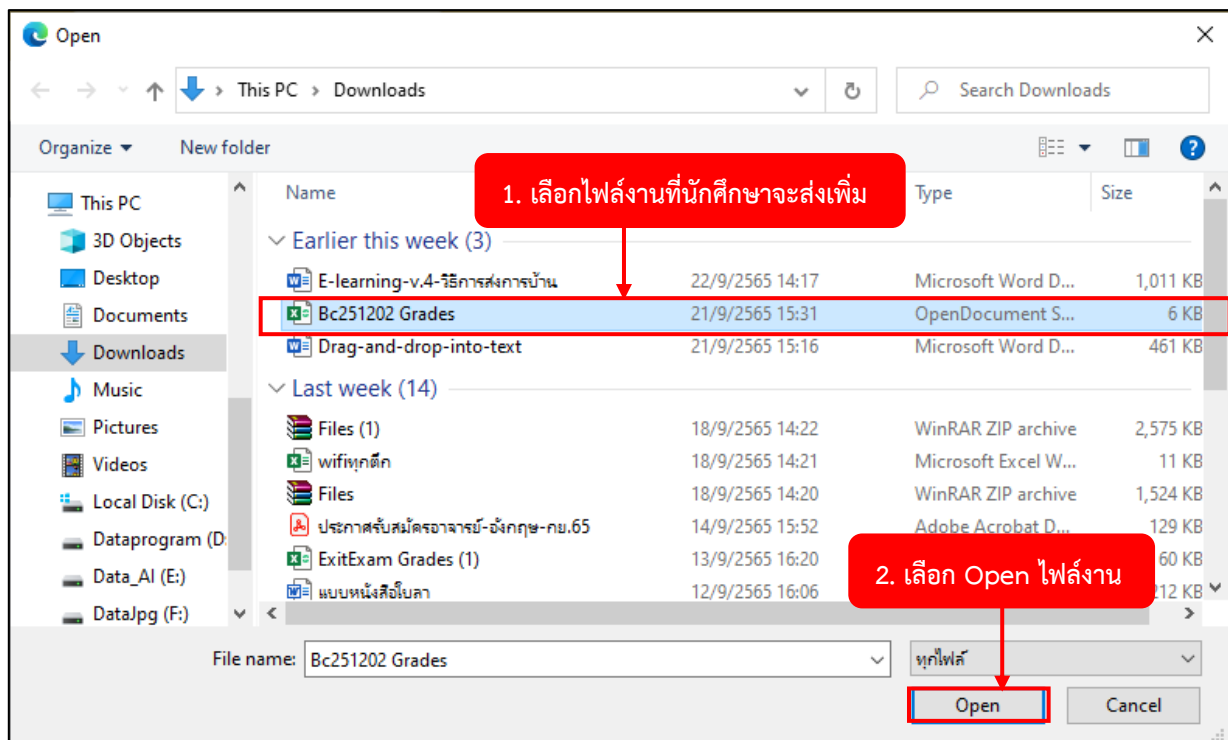 Open
This PC > Downloads
Search Downloads
Organize
New folder
1. เลือกไฟล์งานที่นักศึกษาจะส่งเพิ่ม
Name Type Size
This PC
3D Objects
Desktop
Documents
Downloads
Music
Pictures
Videos
Local Disk (C:)
Dataprogram (D:
Data_AI (E:)
DataJpg (F:)
Earlier this week (3)
E-learning-v.4-วิธีการส่งการบ้าน 22/9/2565 14:17 Microsoft Word D... 1,011 KB
Bc251202 Grades 21/9/2565 15:31 OpenDocument S... 6 KB
Drag-and-drop-into-text 21/9/2565 15:16 Microsoft Word D... 461 KB
Last week (14)
Files (1) 18/9/2565 14:22 WinRAR ZIP archive 2,575 KB
wifiทุกตึก 18/9/2565 14:21 Microsoft Excel W... 11 KB
Files 18/9/2565 14:20 WinRAR ZIP archive 1,524 KB
ประกาศรับสมัครอาจารย์-อังกฤษ-กย.65 14/9/2565 15:52 Adobe Acrobat D... 129 KB
ExitExam Grades (1) 13/9/2565 16:20 60 KB
แบบหนังสือโบลา 12/9/2565 16:06 212 KB
2. เลือก Open ไฟล์งาน
File name: Bc251202 Grades
ทุกไฟล์
Open
Cancel